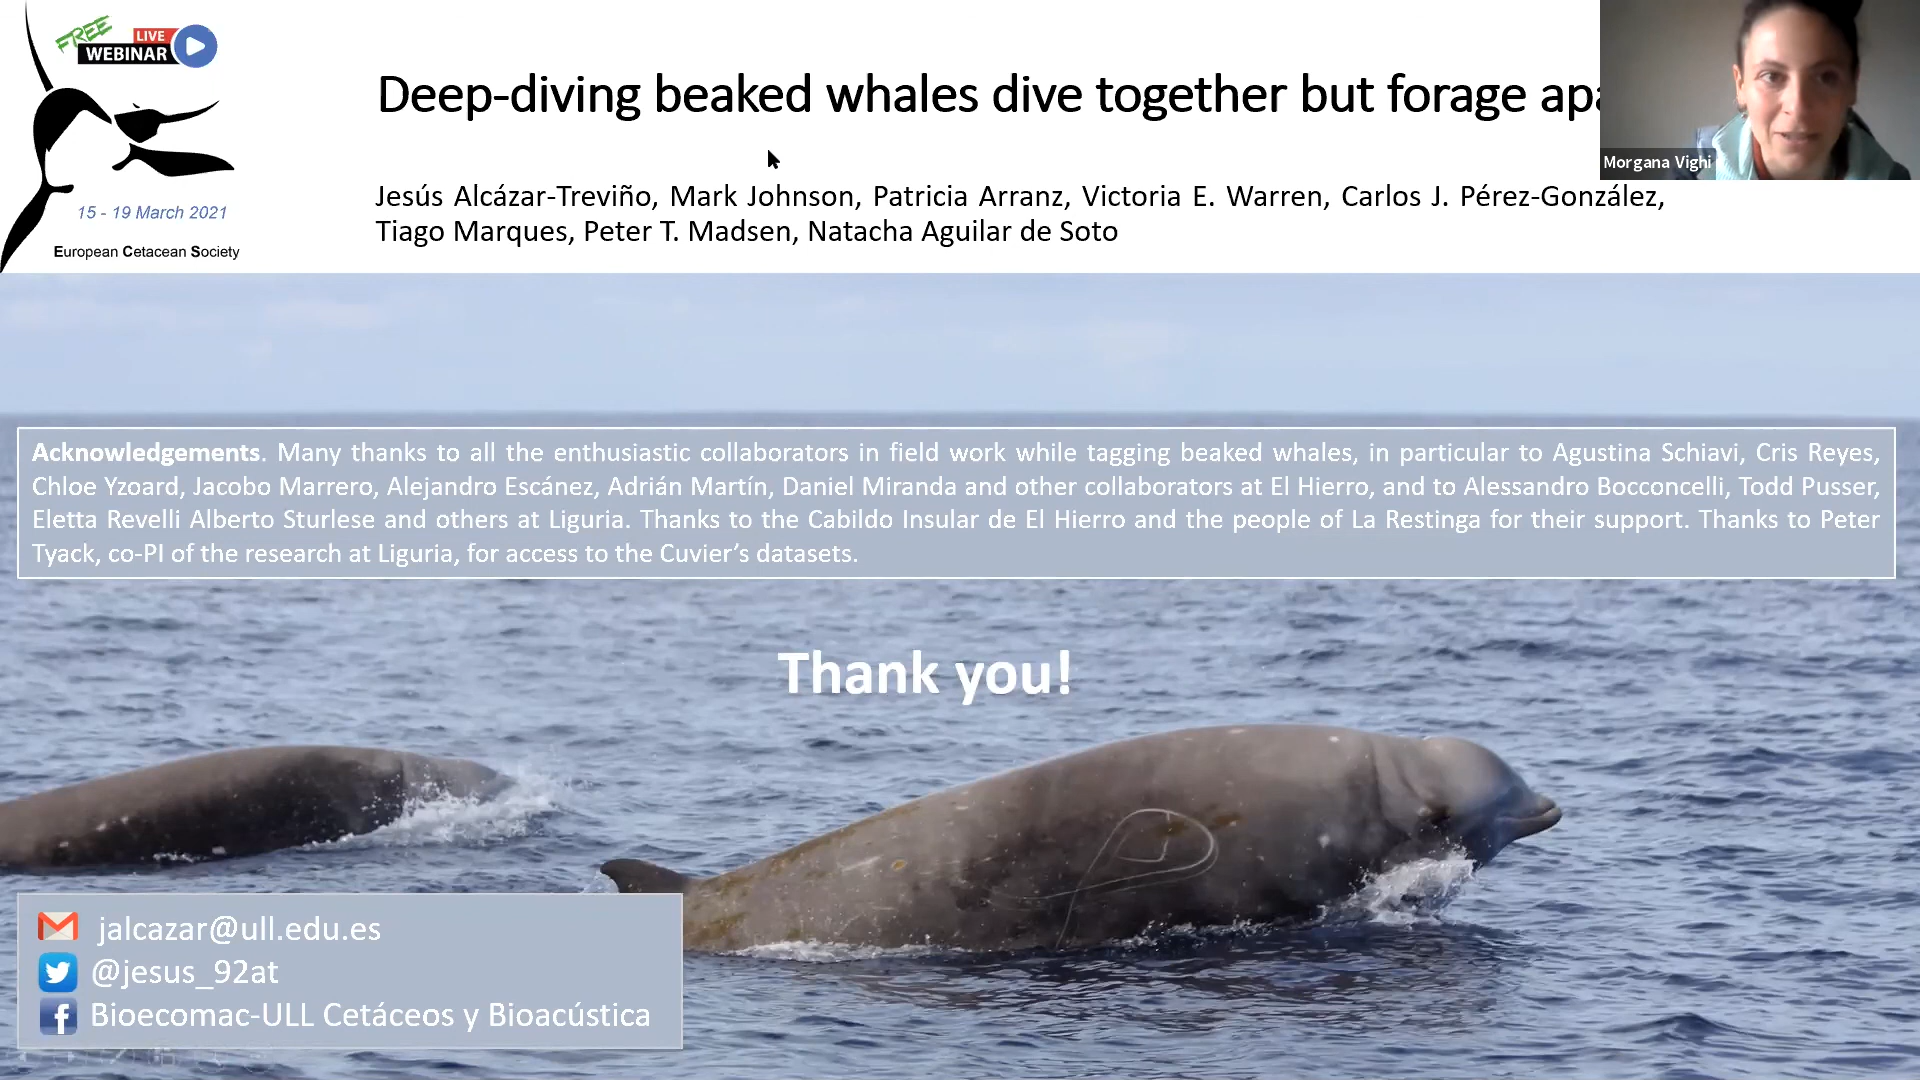 FREE
LIVE
WEBINAR
15 - 19 March 2021
European Cetacean Society
Deep-diving beaked whales dive together but forage apa
Morgana Vighi
Jesús Alcázar-Treviño, Mark Johnson, Patricia Arranz, Victoria E. Warren, Carlos J. Pérez-González,
Tiago Marques, Peter T. Madsen, Natacha Aguilar de Soto
Acknowledgements. Many thanks to all the enthusiastic collaborators in field work while tagging beaked whales, in particular to Agustina Schiavi, Cris Reyes,
Chloe Yzoard, Jacobo Marrero, Alejandro Escánez, Adrián Martín, Daniel Miranda and other collaborators at El Hierro, and to Alessandro Bocconcelli, Todd Pusser,
Eletta Revelli Alberto Sturlese and others at Liguria. Thanks to the Cabildo Insular de El Hierro and the people of La Restinga for their support. Thanks to Peter
Tyack, co-PI of the research at Liguria, for access to the Cuvier’s datasets.
Thank you!
jalcazar@ull.edu.es
@jesus_92at
Bioecomac-ULL Cetáceos y Bioacústica